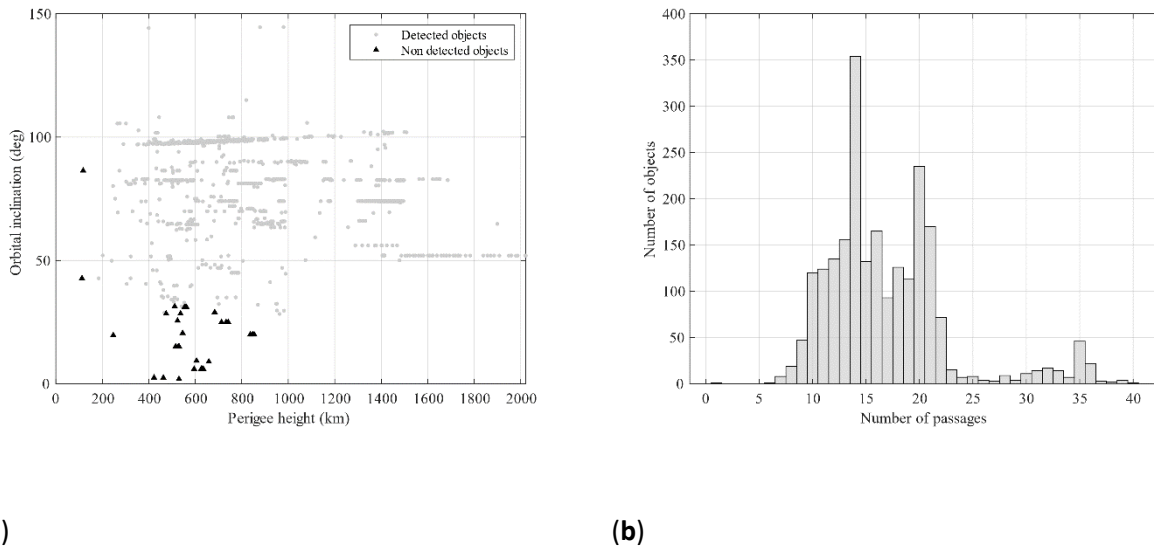 150
100
50
0
Orbital inclination (deg)
Detected objects
Non detected objects
0 200 400 600 800 1000 1200 1400 1600 1800 2000
Perigee height (km)
400
350
300
250
200
150
100
50
0
Number of objects
0 5 10 15 20 25 30 35 40
Number of passages
)
(b)